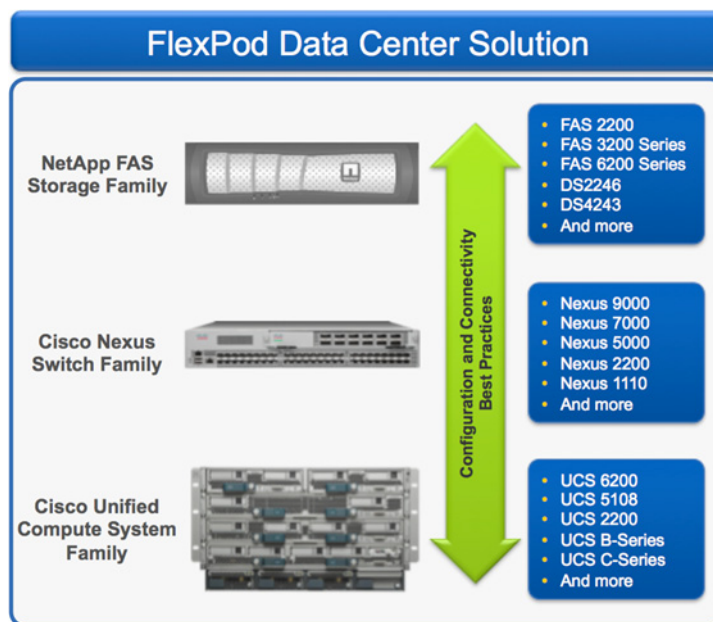 FlexPod Data Center Solution
NetApp FAS
Storage Family
FAS 2200
FAS 3200 Series
FAS 6200 Series
DS2246
DS4243
And more
Configuration and Connectivity
Best Practices
Cisco Nexus
Switch Family
Nexus 9000
Nexus 7000
Nexus 5000
Nexus 2200
Nexus 1110
And more
Cisco Unified
Compute System
Family
UCS 6200
UCS 5108
UCS 2200
UCS B-Series
UCS C-Series
And more